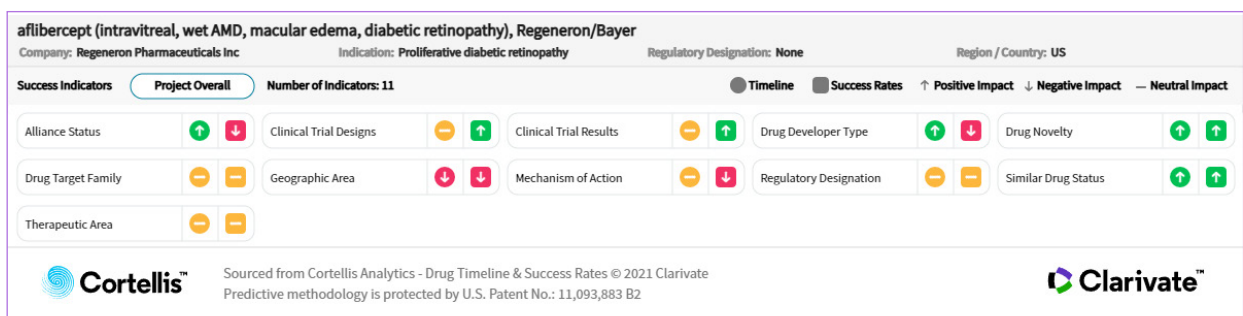 aflibercept (intravitreal, wet AMD, macular edema, diabetic retinopathy), Regeneron/Bayer
Company: Regeneron Pharmaceuticals Inc Indication: Proliferative diabetic retinopathy Regulatory Designation: None Region / Country: US
Success Indicators Project Overall Number of Indicators: 11 Timeline Success Rates ↑ Positive Impact ↓ Negative Impact — Neutral Impact
Alliance Status Clinical Trial Designs Clinical Trial Results Drug Developer Type Drug Novelty
Drug Target Family Geographic Area Mechanism of Action Regulatory Designation Similar Drug Status
Therapeutic Area
Cortellis™
Sourced from Cortellis Analytics - Drug Timeline & Success Rates © 2021 Clarivate
Predictive methodology is protected by U.S. Patent No.: 11,093,883 B2
Clarivate™